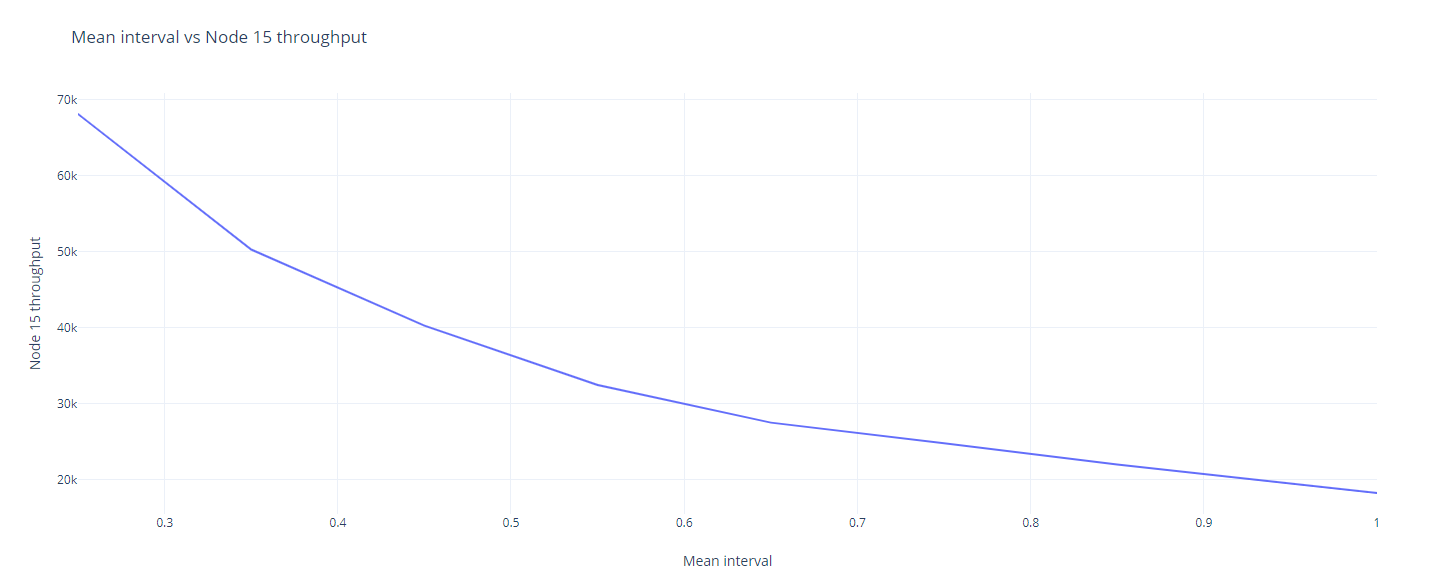 Mean interval vs Node 15 throughput
70k
60k
50k
40k
30k
20k
Node 15 throughput
0.3 0.4 0.5 0.6 0.7 0.8 0.9 1
Mean interval